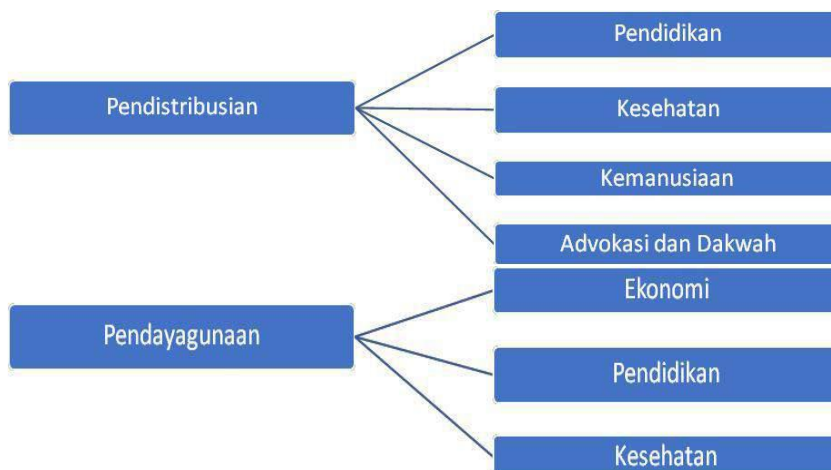 Pendistribusian
Pendidikan
Kesehatan
Kemanusiaan
Advokasi dan Dakwah
Pendayagunaan
Ekonomi
Pendidikan
Kesehatan